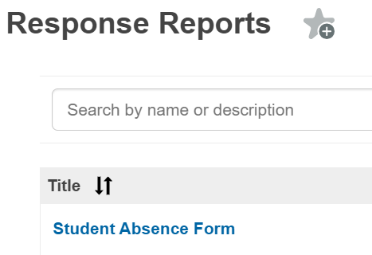 Response Reports
Search by name or description
Title
Student Absence Form